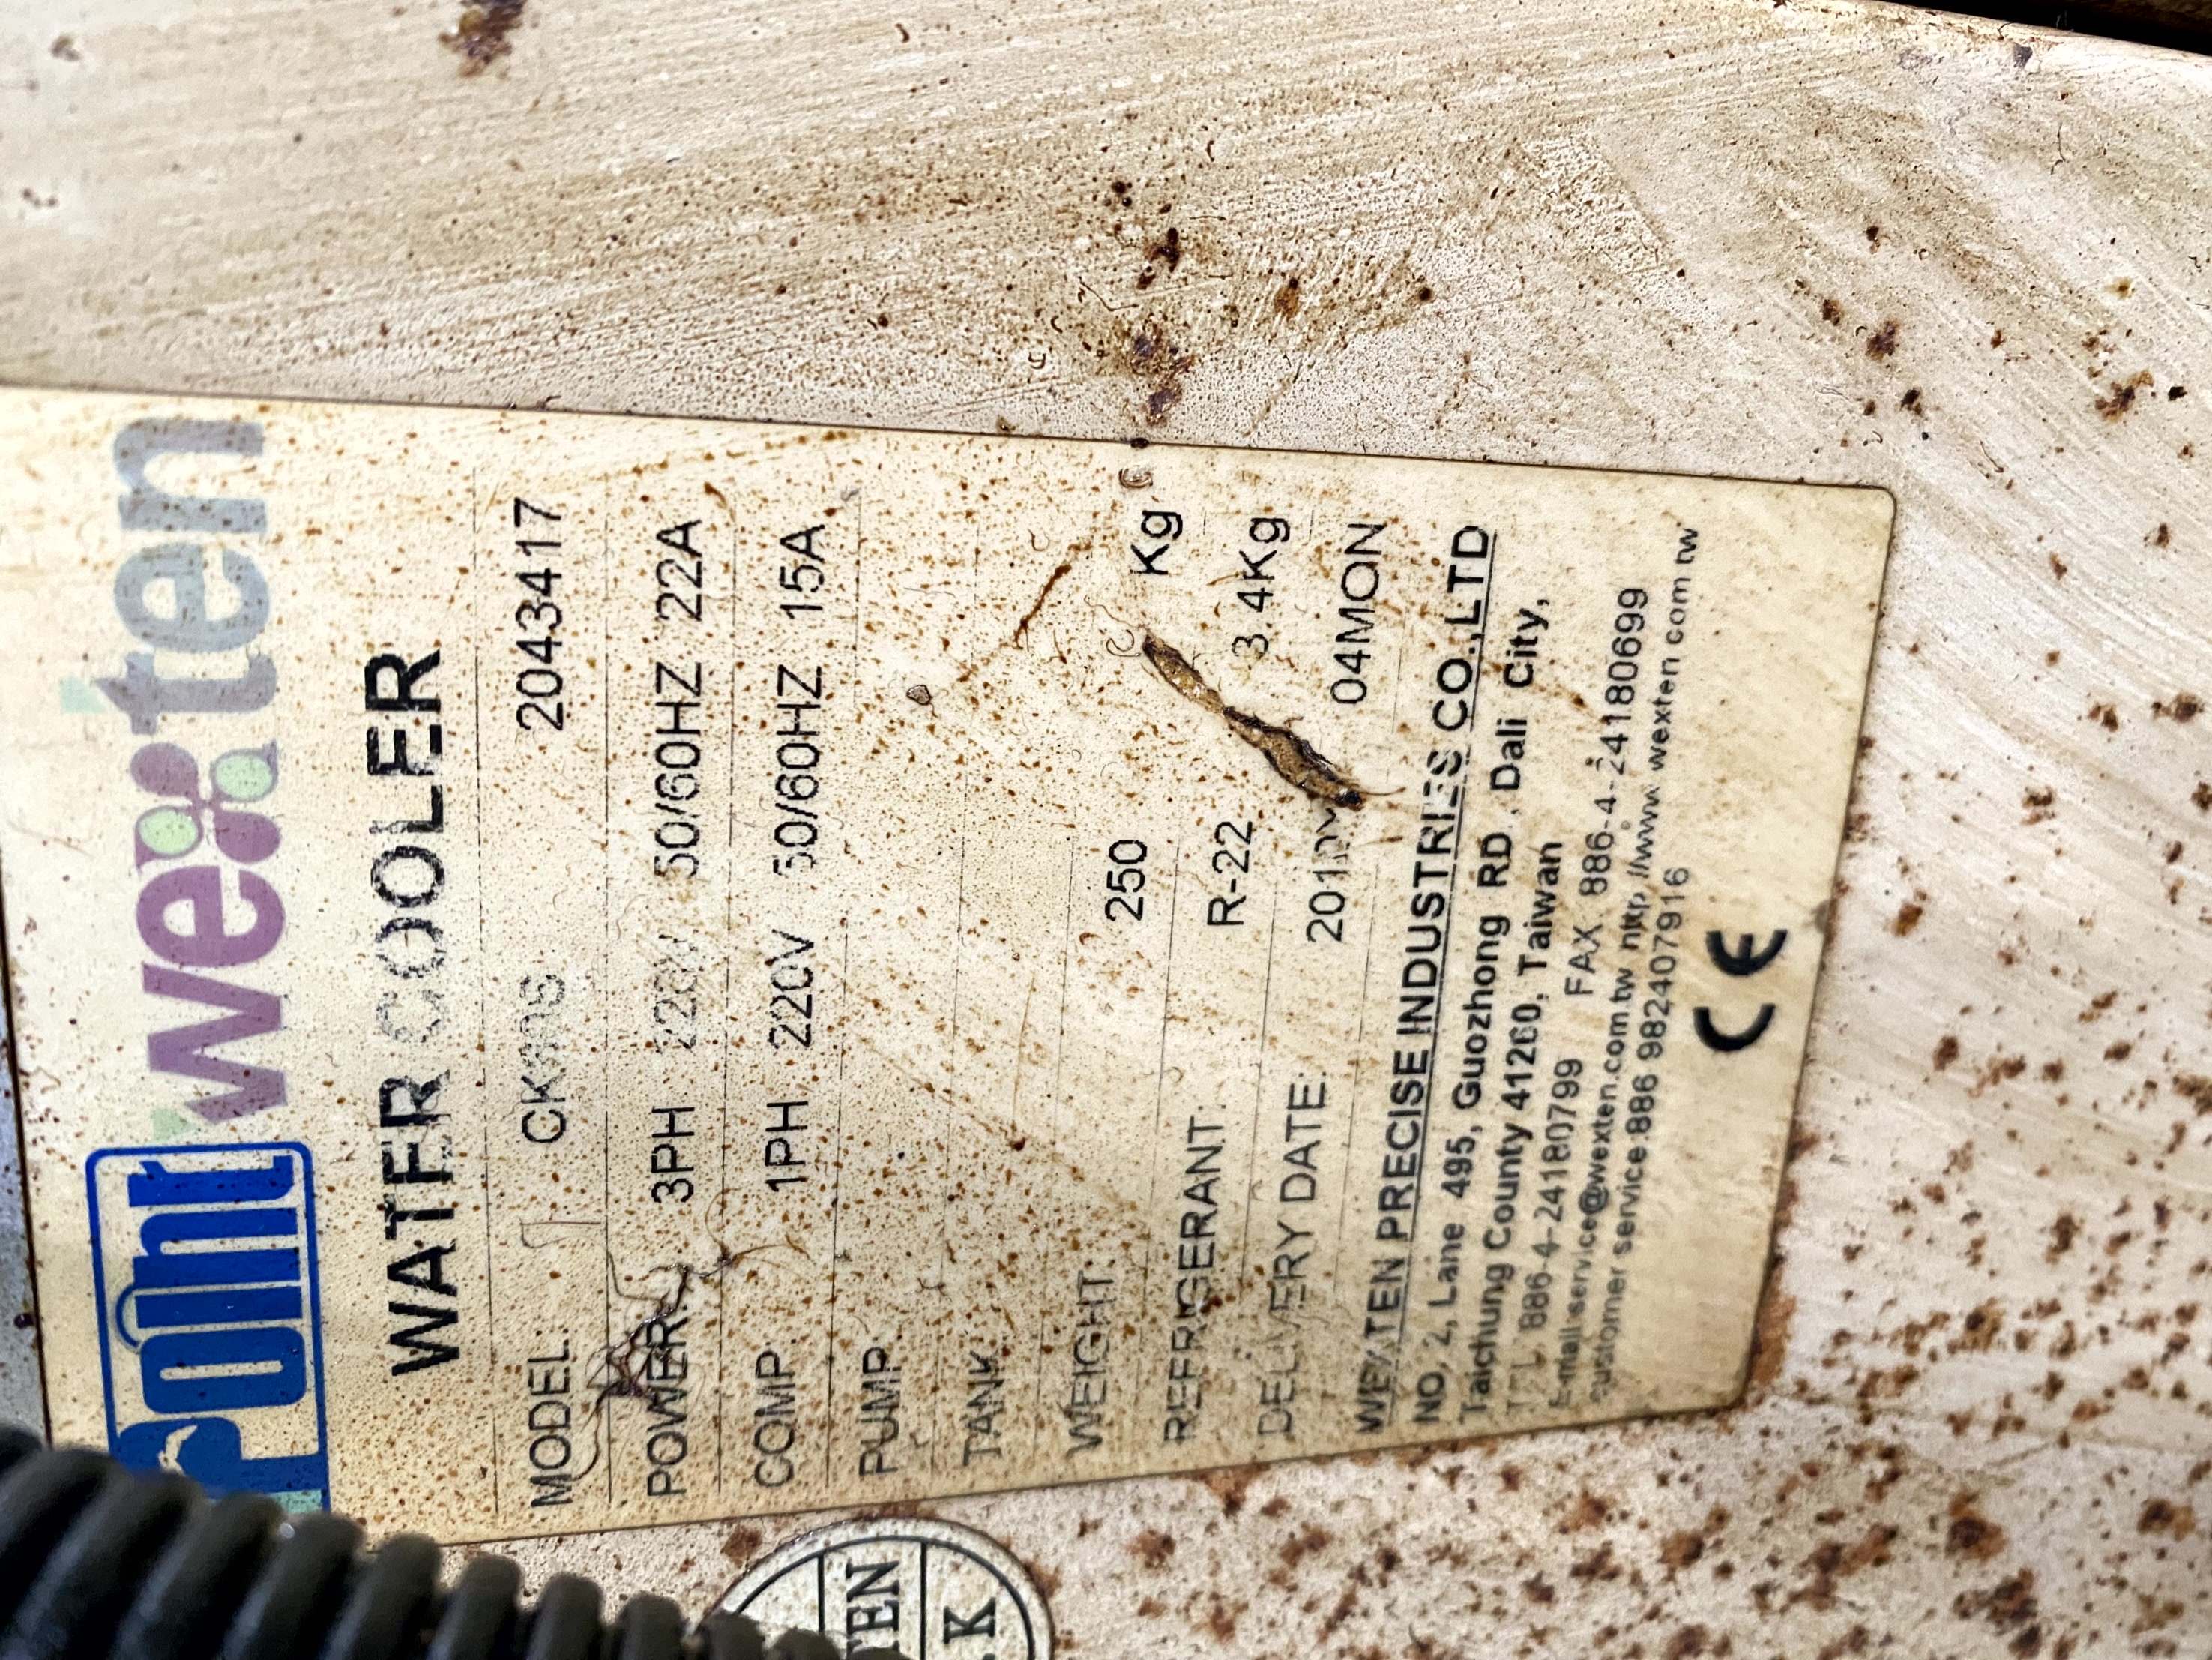 Point wexten
WATER COOLER
MODEL: 2043417
POWER: 3PH 220V 50/60HZ 22A
COMP: 1PH 220V 50/60HZ 15A
PUMP:
TEN
TANK:
K
WEIGHT: 250 Kg
REFRIGERANT: R-22 3.4Kg
DELIVERY DATE: 2010Y 04MON
WEXTEN PRECISE INDUSTRIES CO.,LTD
NO. 2, Lane 495, Guozhong RD., Dali City,
Taichung County 41260, Taiwan
TEL: 886-4-24180799 FAX: 886-4-24180699
E-mail:service@wexten.com.tw http://www.wexten.com.tw
customer service:886 982407916
CE